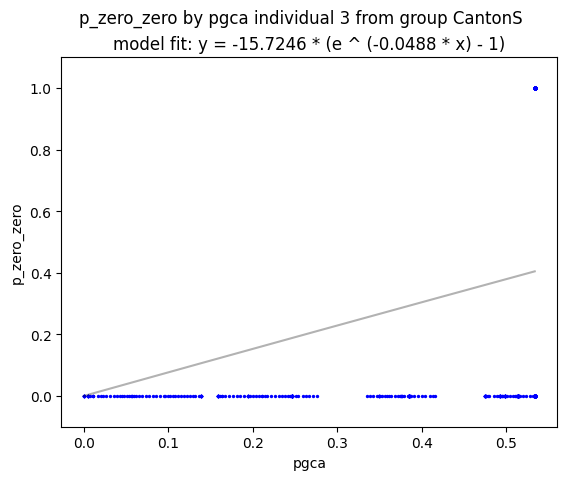 p_zero_zero by pgca individual 3 from group CantonS
model fit: y = -15.7246 * (e ^ (-0.0488 * x) - 1)
1.0
0.8
0.6
0.4
0.2
0.0
p_zero_zero
0.0 0.1 0.2 0.3 0.4 0.5
pgca